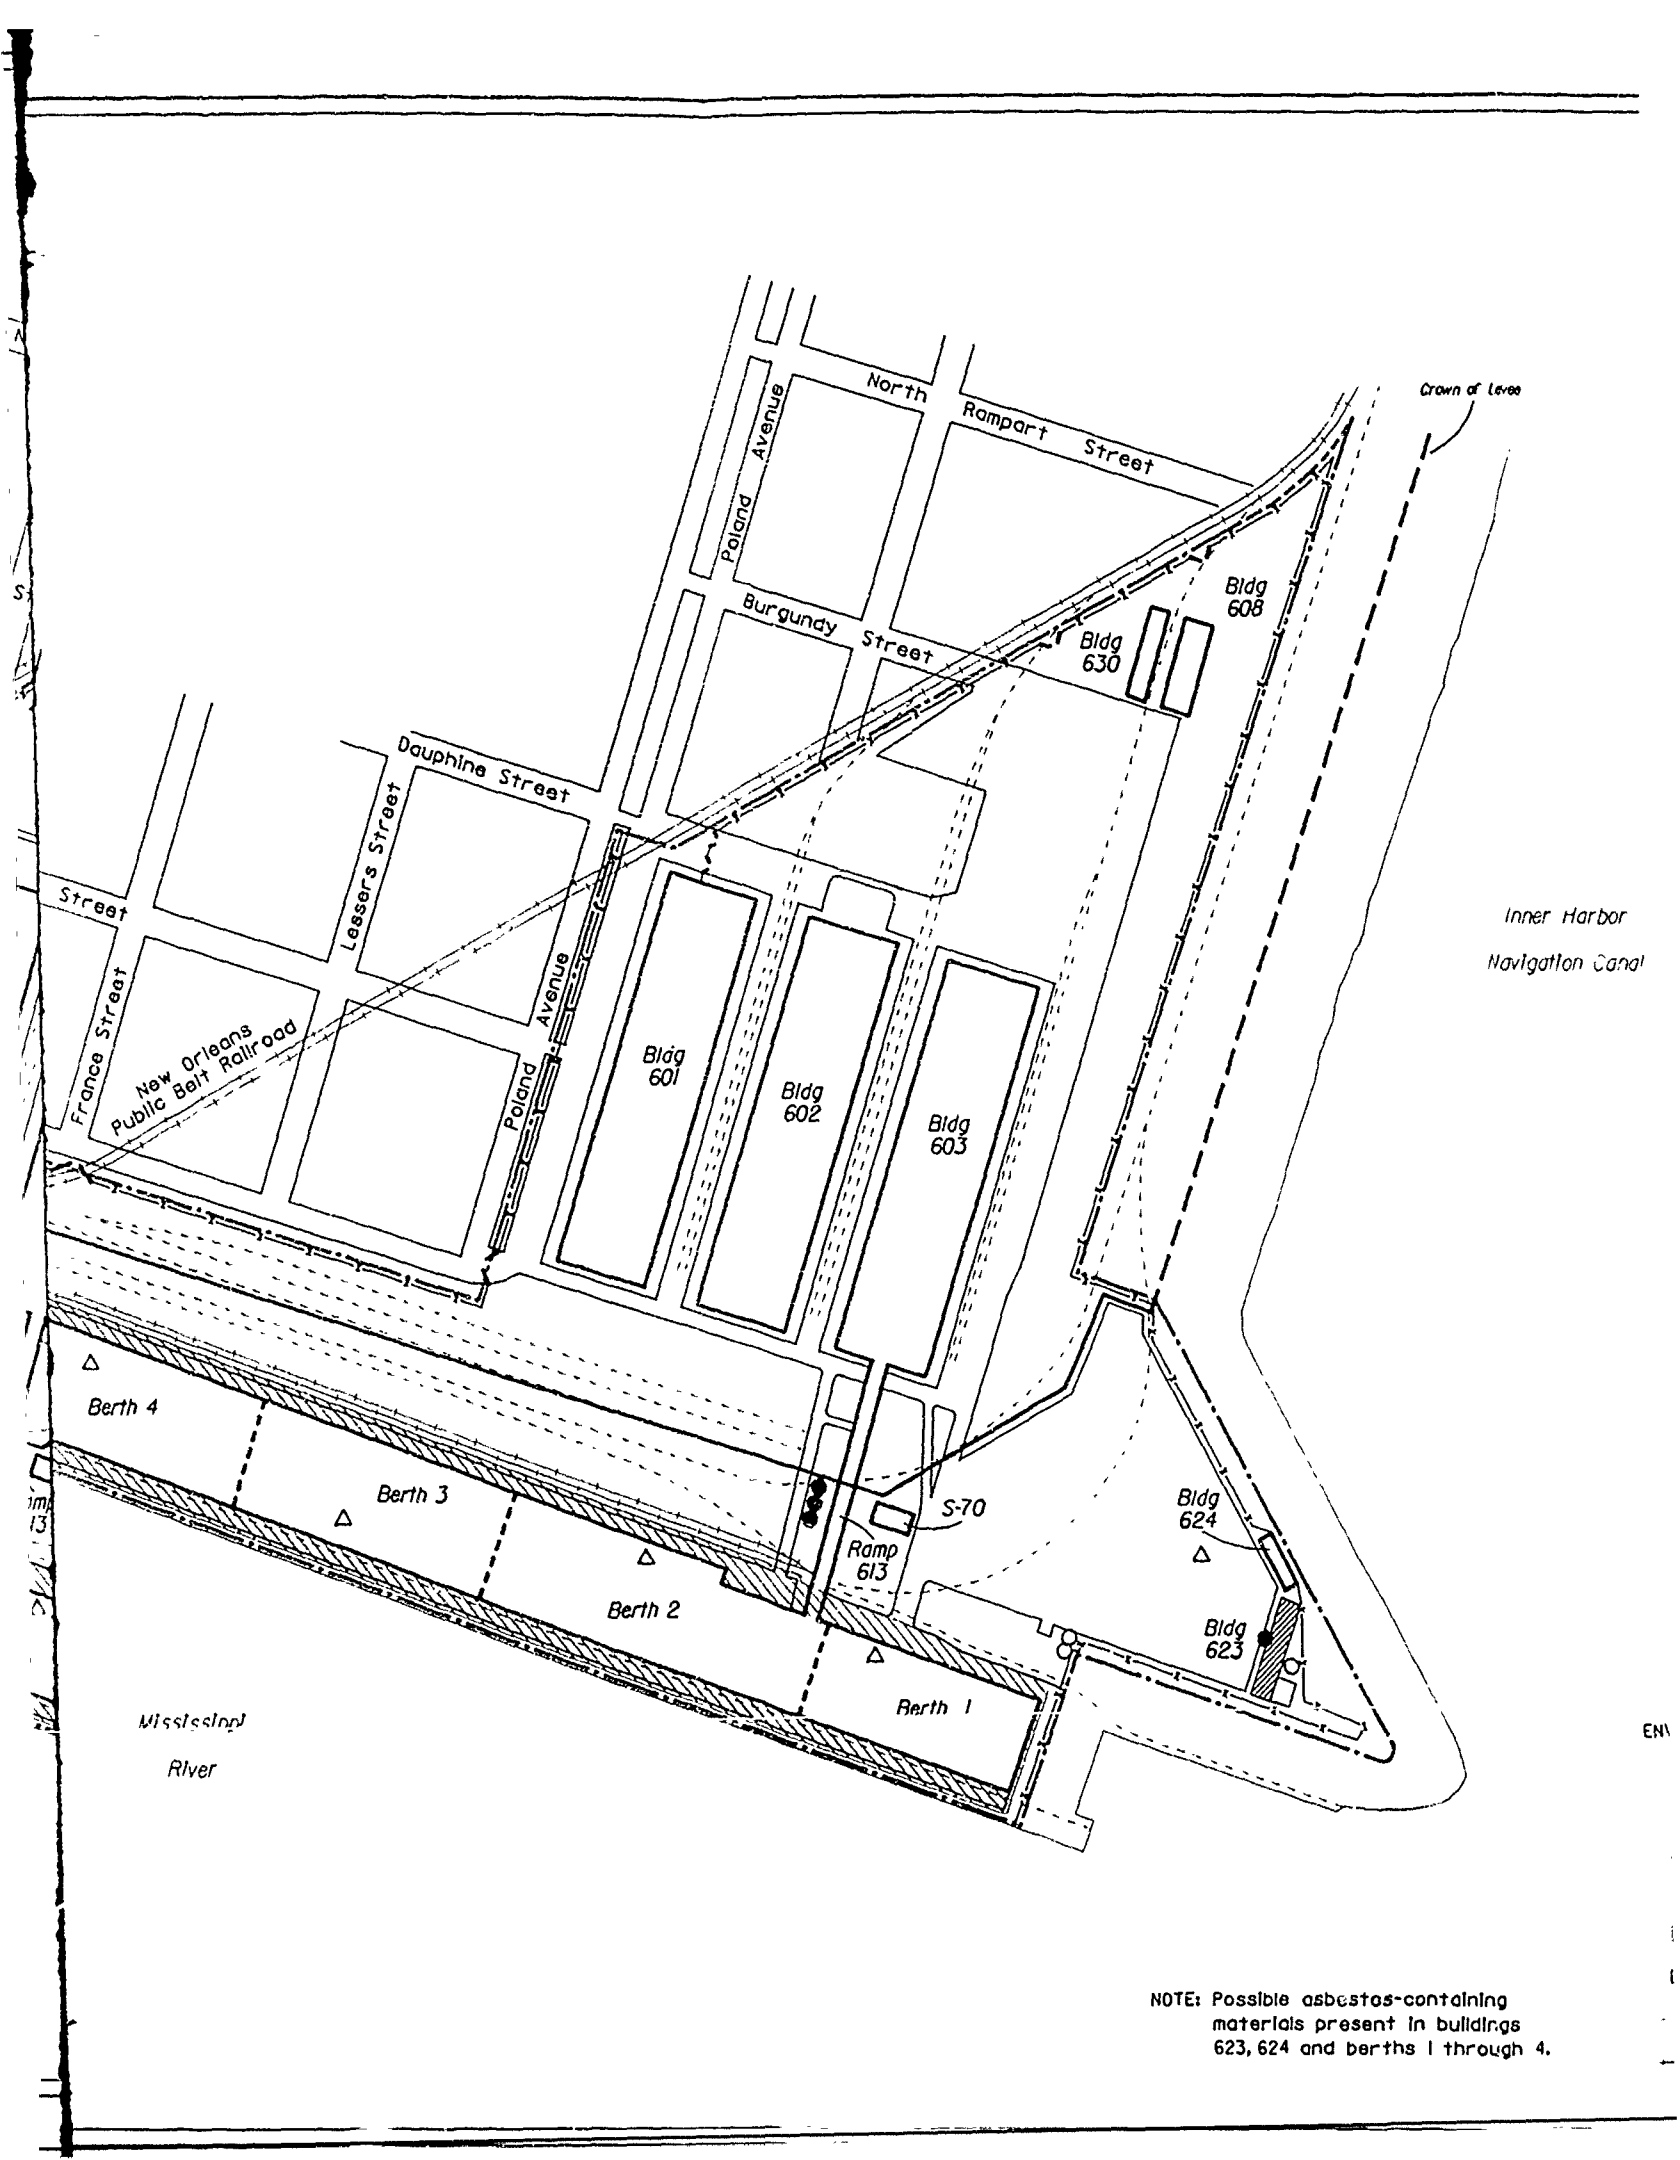 Crown of Levee
North Rampart Street
Poland Avenue
Bldg
608
Burgundy Street
Bldg
630
Dauphine Street
Lessers Street
Street
Inner Harbor
Navigation Canal
France Street
New Orleans
Public Belt Railroad
Poland Avenue
Bldg
601
Bldg
602
Bldg
603
Berth 4
Berth 3
Berth 2
Berth 1
S-70
Ramp
613
Bldg
624
Bldg
623
Mississippi
River
NOTE: Possible asbestos-containing
materials present in buildings
623, 624 and berths 1 through 4.